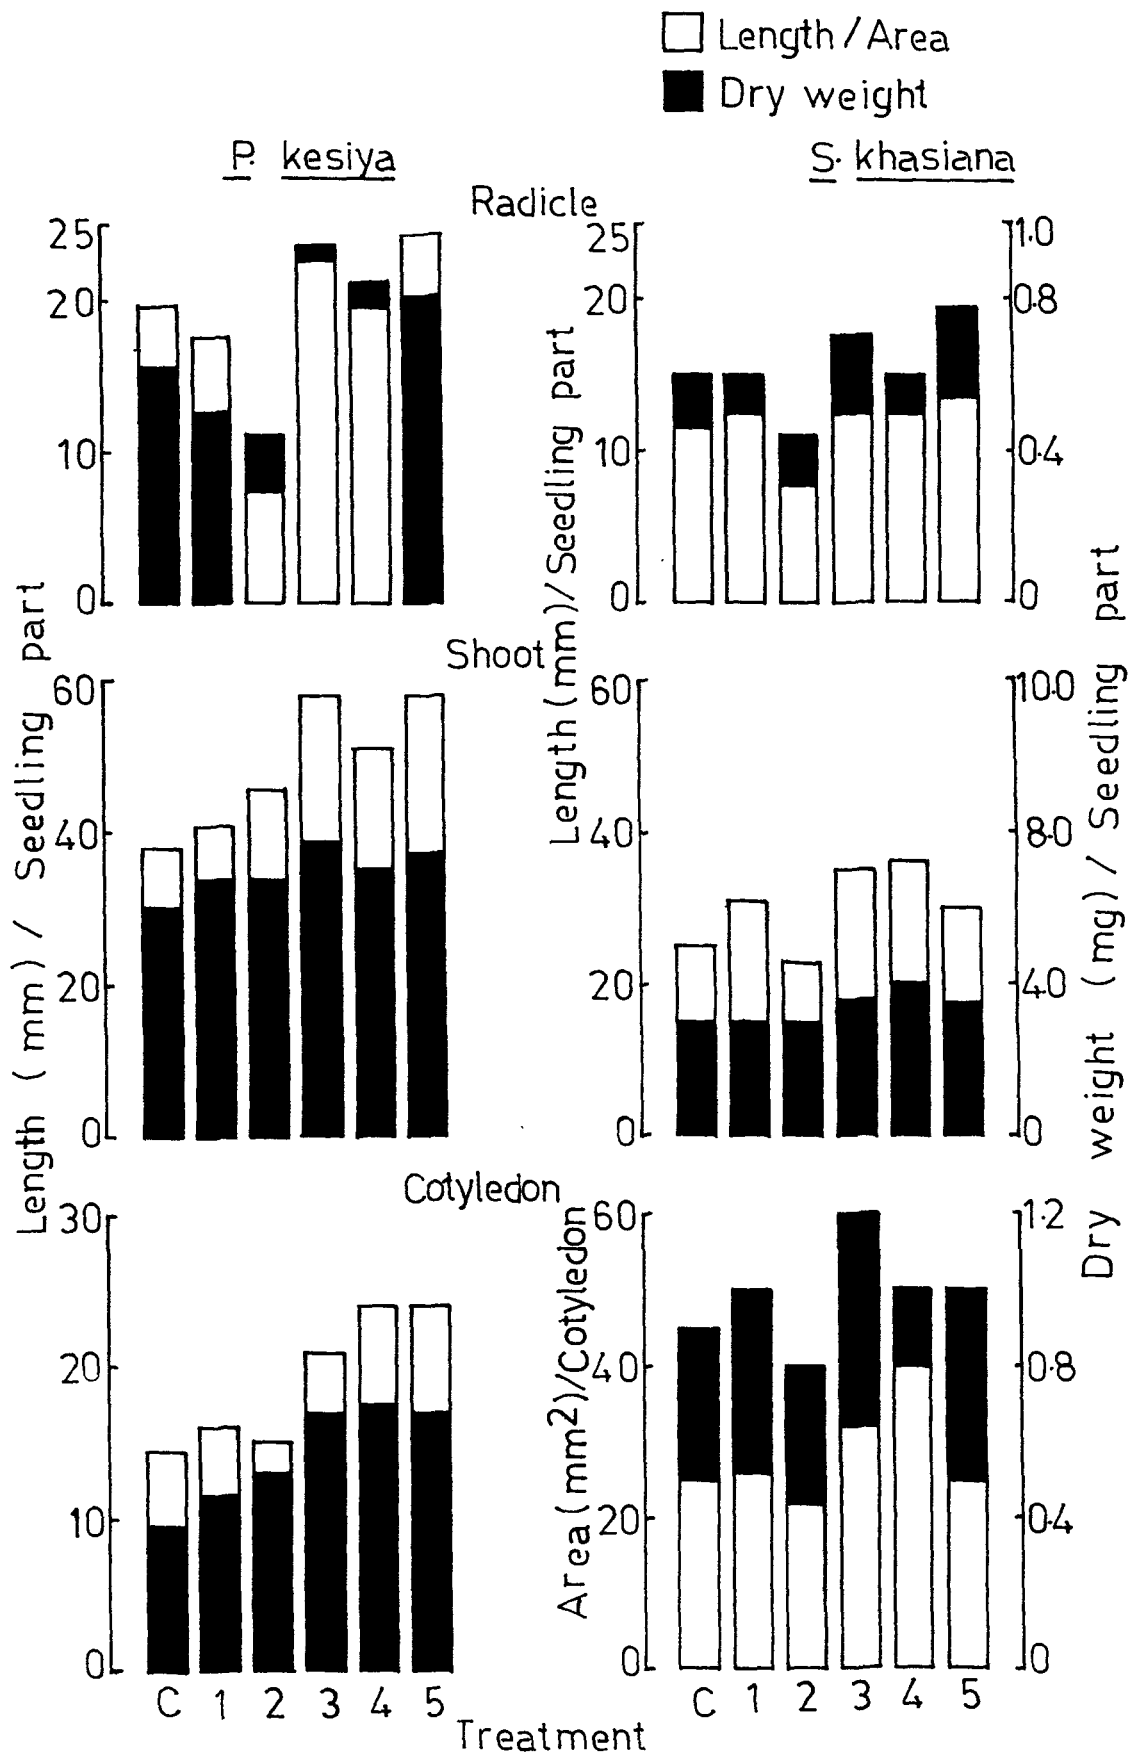 Length / Area
Dry weight
P. kesiya
S. khasiana
Radicle
25
20
10
0
25
20
10
0
1.0
0.8
0.4
0
Shoot
60
40
20
0
60
40
20
0
10.0
8.0
4.0
0
Cotyledon
30
20
10
0
60
40
20
0
1.2
0.8
0.4
0
Length (mm) / Seedling part
Length (mm) / Seedling part
Area (mm2) / Cotyledon
Dry weight (mg) / Seedling part
C 1 2 3 4 5
C 1 2 3 4 5
Treatment